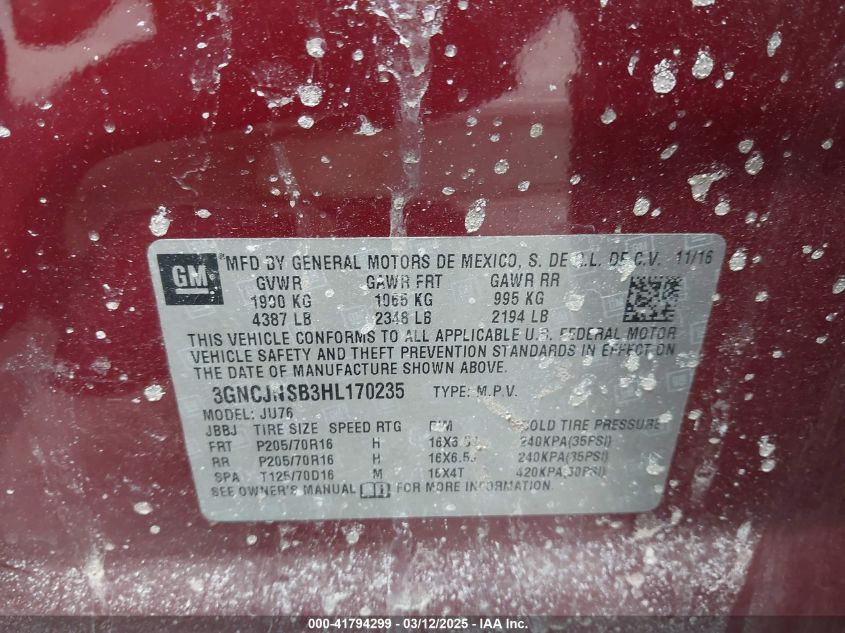 GM
*MFD BY GENERAL MOTORS DE MEXICO, S. DE R.L. DE C.V. 11/16
GVWR GAWR FRT GAWR RR
1990 KG 1065 KG 995 KG
4387 LB 2348 LB 2194 LB
THIS VEHICLE CONFORMS TO ALL APPLICABLE U.S. FEDERAL MOTOR
VEHICLE SAFETY AND THEFT PREVENTION STANDARDS IN EFFECT ON
THE DATE OF MANUFACTURE SHOWN ABOVE.
3GNCJNSB3HL170235 TYPE: M.P.V.
MODEL: JU76
JBBJ TIRE SIZE SPEED RTG RIM COLD TIRE PRESSURE
FRT P205/70R16 H 16X6.5J 240KPA(35PSI)
RR P205/70R16 H 16X6.5J 240KPA(35PSI)
SPA T125/70D16 M 16X4T 420KPA(60PSI)
SEE OWNER'S MANUAL FOR MORE INFORMATION.
000-41794299 - 03/12/2025 - IAA Inc.